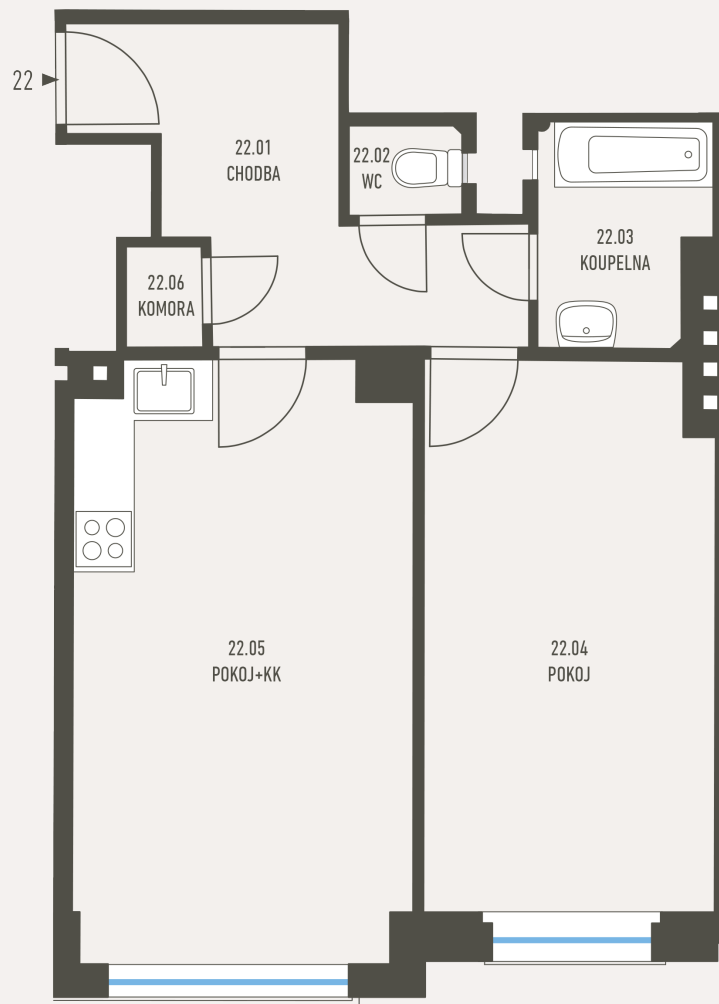 22
22.01
CHODBA
22.02
WC
22.03
KOUPELNA
22.06
KOMORA
22.05
POKOJ+KK
22.04
POKOJ